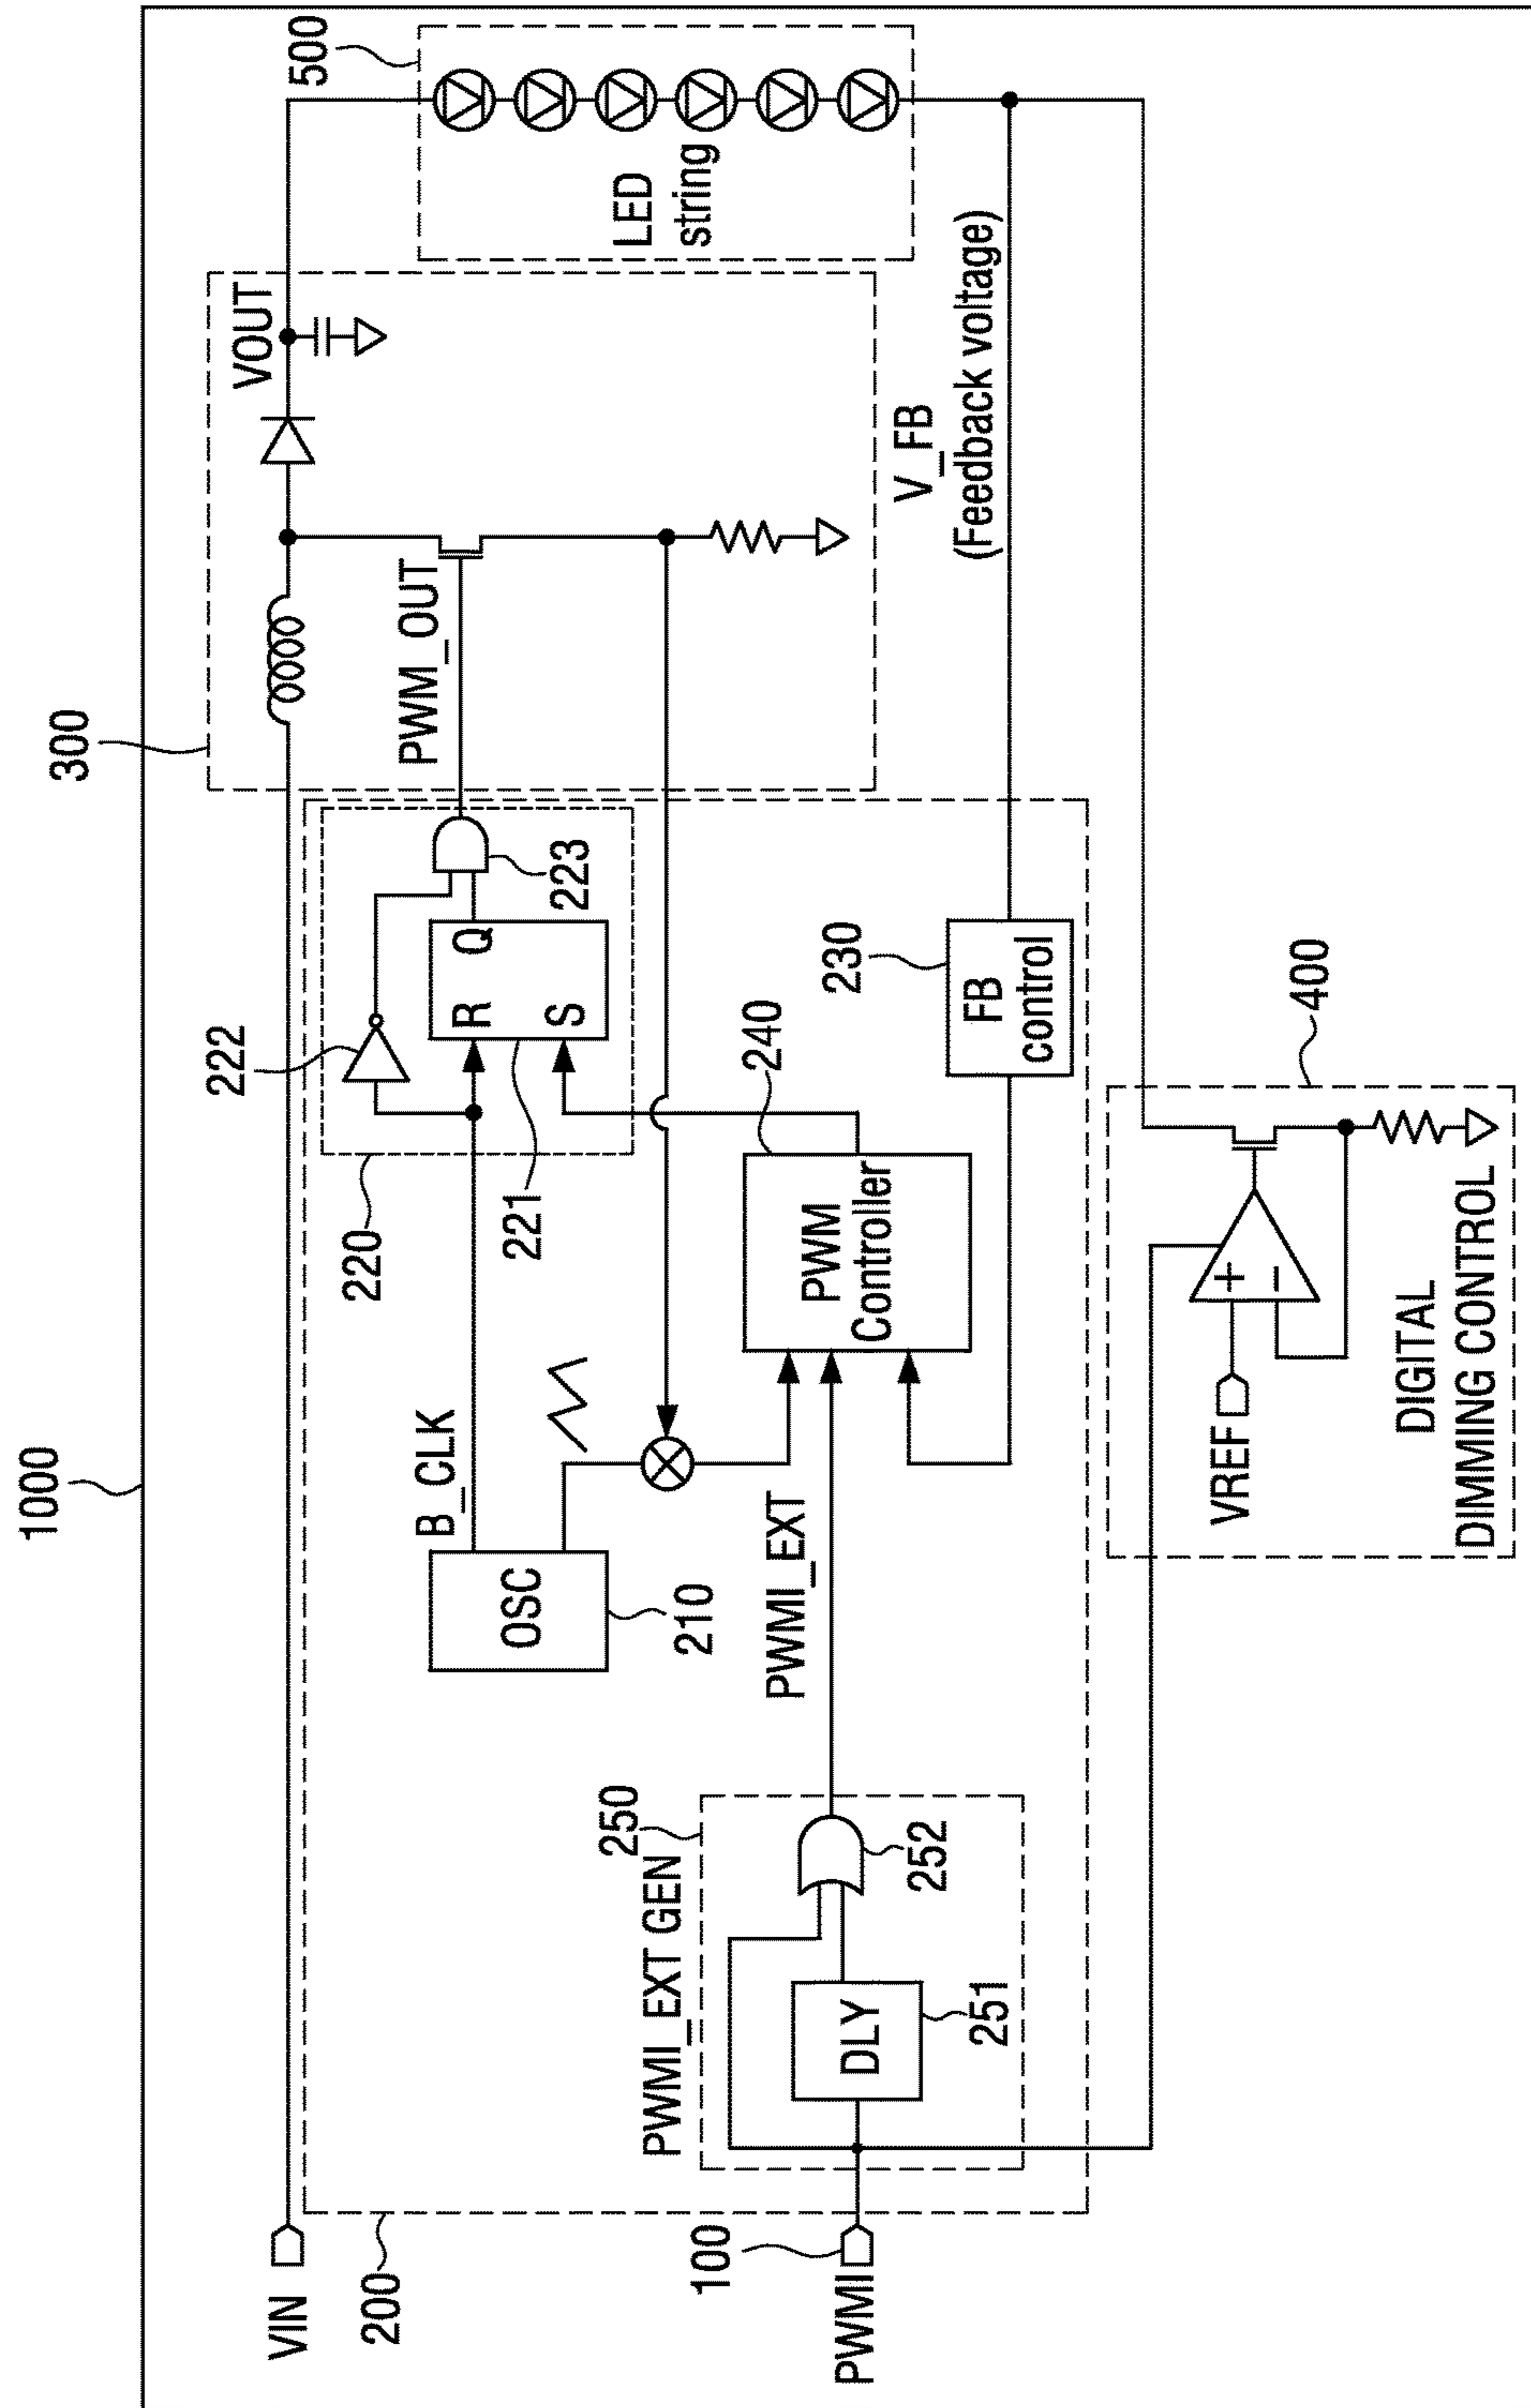 1000
300
500
VIN
VOUT
LED
string
PWM_OUT
200
220
222
223
R
Q
S
221
B_CLK
OSC
210
240
PWM
Controller
230
FB
control
V_FB
(Feedback voltage)
PWMI_EXT
PWMI_EXT GEN
250
252
DLY
251
100
PWMI
400
VREF
+
−
DIGITAL
DIMMING CONTROL